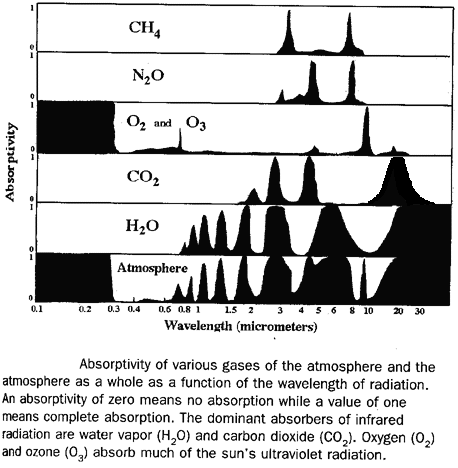 1
CH4
0
1
N2O
0
1
O2 and O3
0
1
CO2
0
1
H2O
0
1
Atmosphere
0
Absorptivity
0.1 0.2 0.3 0.4 0.6 0.8 1 1.5 2 3 4 5 6 8 10 20 30
Wavelength (micrometers)
Absorptivity of various gases of the atmosphere and the
atmosphere as a whole as a function of the wavelength of radiation.
An absorptivity of zero means no absorption while a value of one
means complete absorption. The dominant absorbers of infrared
radiation are water vapor (H2O) and carbon dioxide (CO2). Oxygen (O2)
and ozone (O3) absorb much of the sun's ultraviolet radiation.